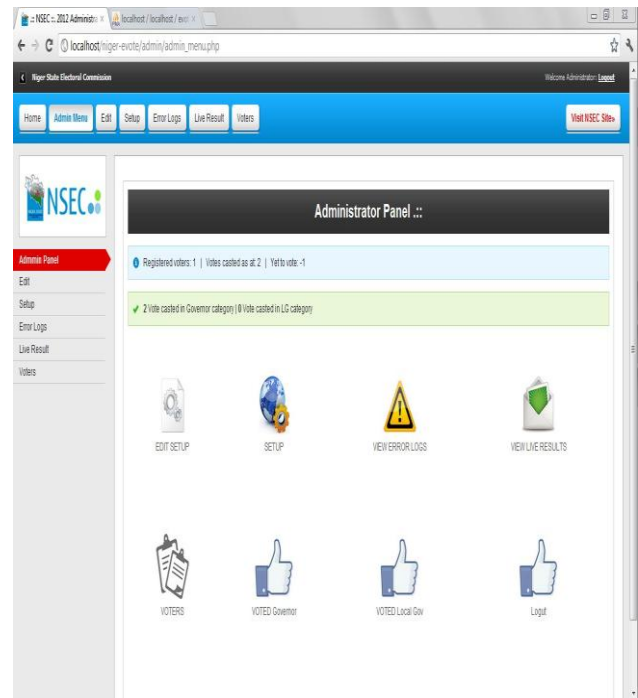 .:: NSEC ::. 2012 Administra
localhost / localhost / evot
localhost/niger-evote/admin/admin_menu.php
Niger State Electoral Commission
Welcome Administrator: Logout
Home Admin Menu Edit Setup Error Logs Live Result Voters
Visit NSEC Site»
NSEC
Administrator Panel .:::
Admmin Panel
Edit
Setup
Error Logs
Live Result
Voters
Registered voters: 1 | Votes casted as at: 2 | Yet to vote: -1
2 Vote casted in Governor category | 0 Vote casted in LG category
EDIT SETUP SETUP VIEW ERROR LOGS VIEW LIVE RESULTS
VOTERS VOTED Governor VOTED Local Gov Logut